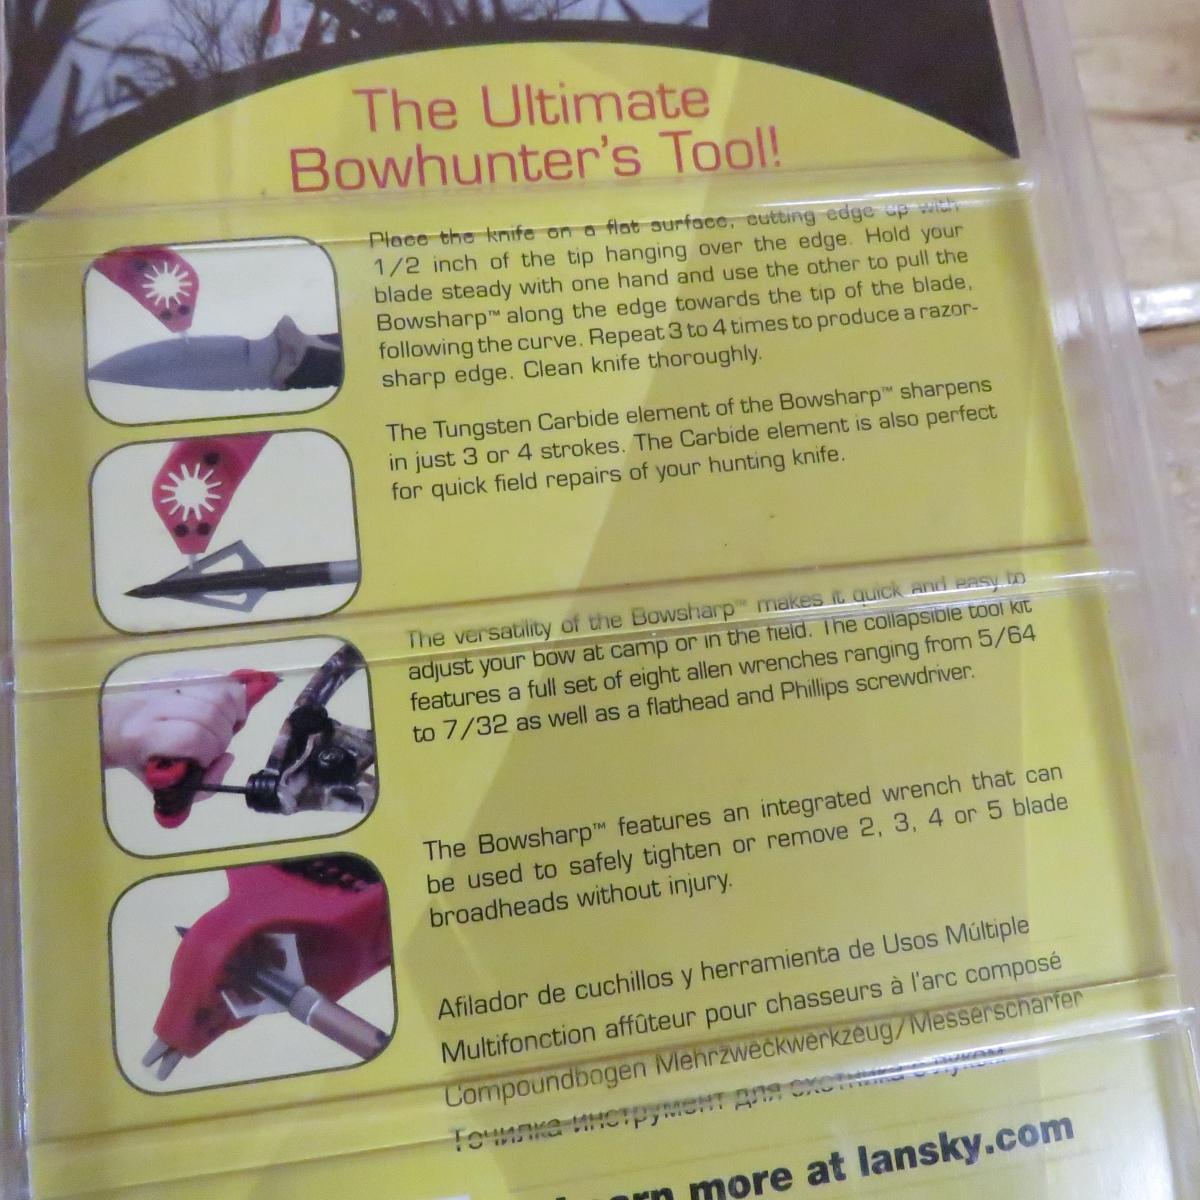 The Ultimate
Bowhunter's Tool!
Place the knife on a flat surface, cutting edge up with
1/2 inch of the tip hanging over the edge. Hold your
blade steady with one hand and use the other to pull the
Bowsharp™ along the edge towards the tip of the blade,
following the curve. Repeat 3 to 4 times to produce a razor-
sharp edge. Clean knife thoroughly.
The Tungsten Carbide element of the Bowsharp™ sharpens
in just 3 or 4 strokes. The Carbide element is also perfect
for quick field repairs of your hunting knife.
The versatility of the Bowsharp™ makes it quick and easy to
adjust your bow at camp or in the field. The collapsible tool kit
features a full set of eight allen wrenches ranging from 5/64
to 7/32 as well as a flathead and Phillips screwdriver.
The Bowsharp™ features an integrated wrench that can
be used to safely tighten or remove 2, 3, 4 or 5 blade
broadheads without injury.
Afilador de cuchillos y herramienta de Usos Múltiple
Multifonction affûteur pour chasseurs à l'arc composé
Compoundbogen Mehrzweckwerkzeug/Messerscharfer
Точилка-инструмент для охотника с луком
Learn more at lansky.com